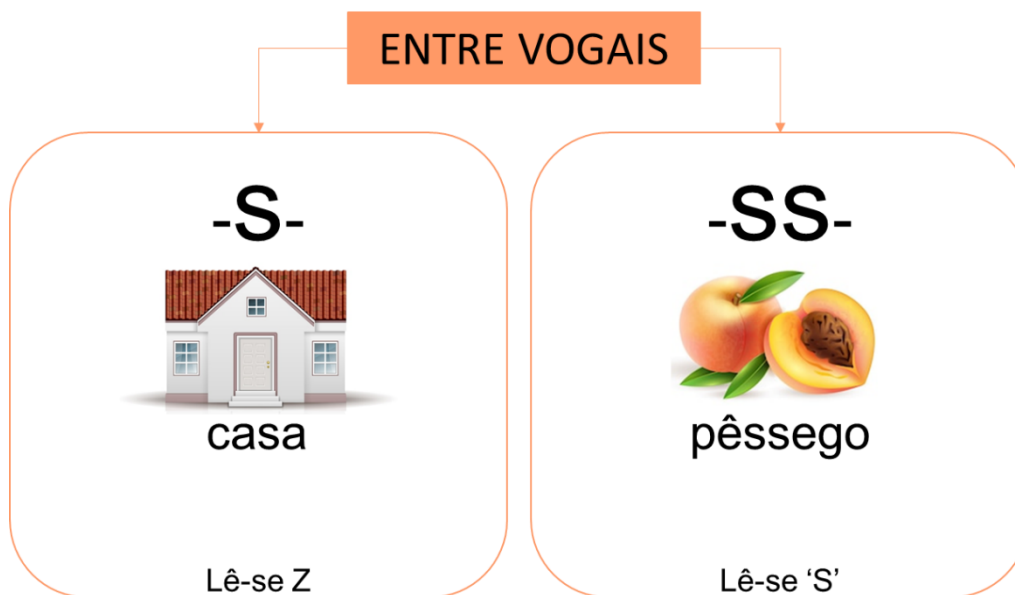 ENTRE VOGAIS
-S-
casa
Lê-se Z
-SS-
pêssego
Lê-se ‘S’